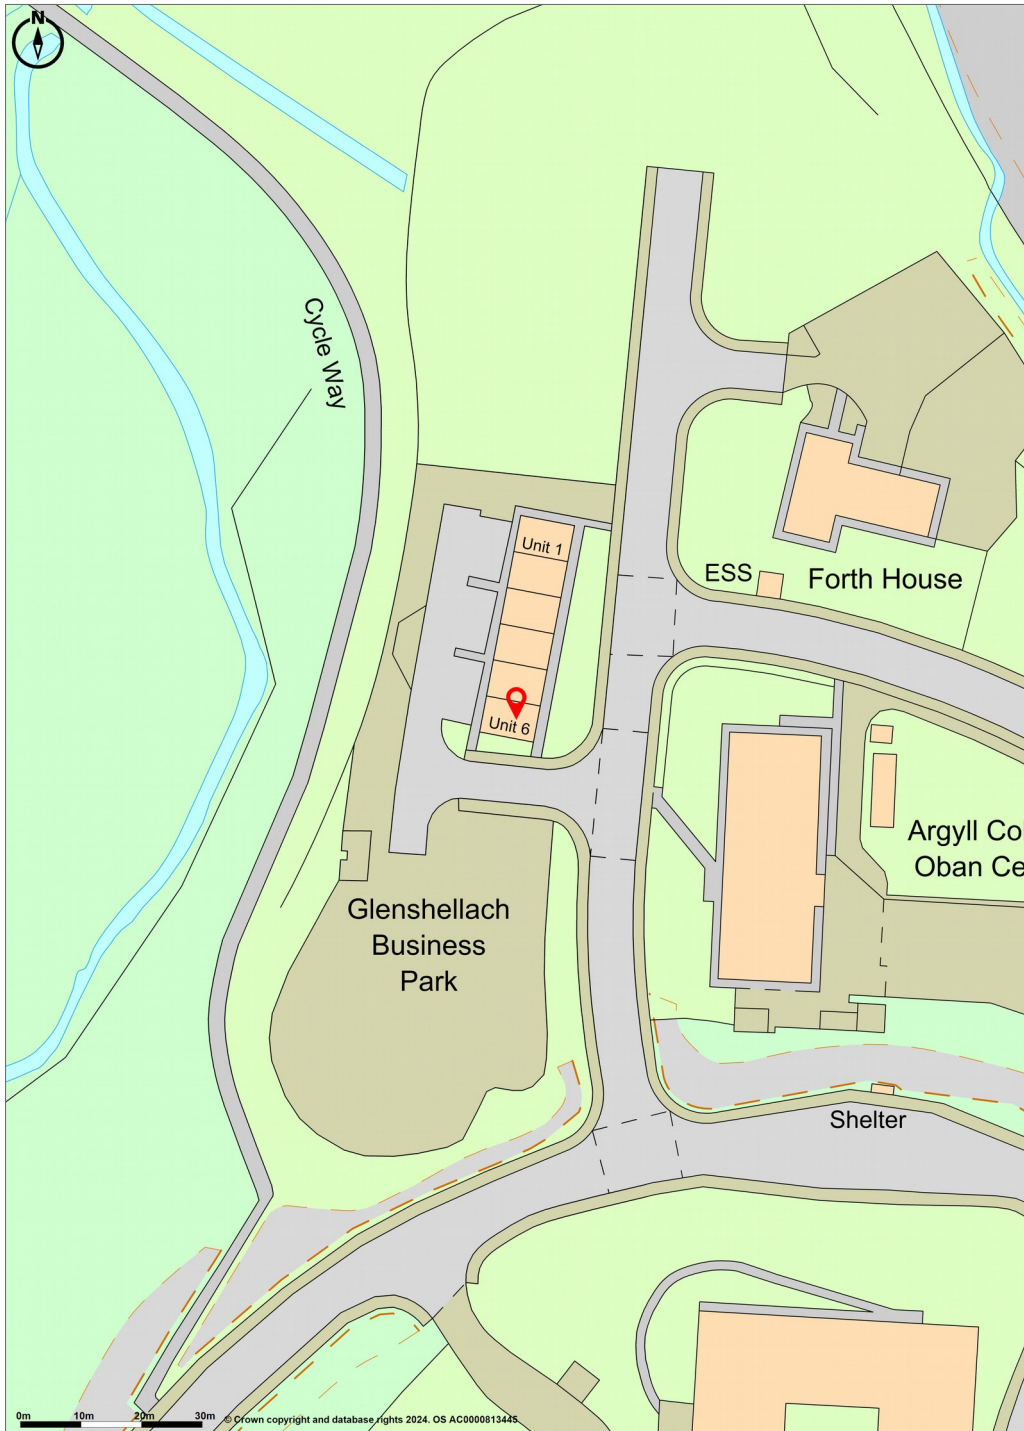 N
Cycle Way
Unit 1
ESS
Forth House
Unit 6
Argyll Co
Oban Ce
Glenshellach
Business
Park
Shelter
0m 10m 20m 30m
© Crown copyright and database rights 2024. OS AC0000813445